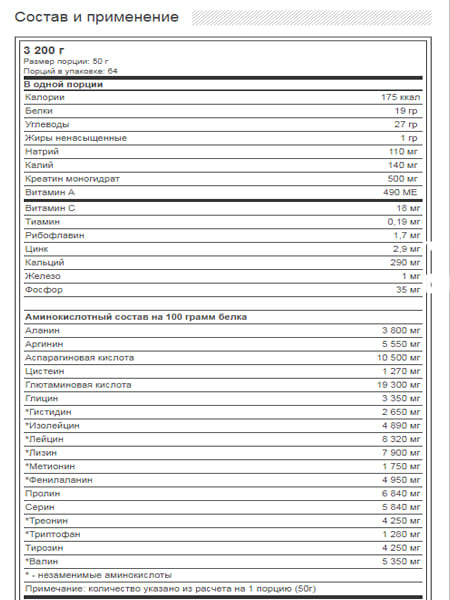 Состав и применение
3 200 г
Размер порции: 50 г
Порций в упаковке: 64
В одной порции
Калории 175 ккал
Белки 19 гр
Углеводы 27 гр
Жиры ненасыщенные 1 гр
Натрий 110 мг
Калий 140 мг
Креатин моногидрат 500 мг
Витамин А 490 МЕ
Витамин С 18 мг
Тиамин 0,19 мг
Рибофлавин 1,7 мг
Цинк 2,9 мг
Кальций 290 мг
Железо 1 мг
Фосфор 35 мг
Аминокислотный состав на 100 грамм белка
Аланин 3 800 мг
Аргинин 5 550 мг
Аспарагиновая кислота 10 500 мг
Цистеин 1 270 мг
Глютаминовая кислота 19 300 мг
Глицин 3 350 мг
*Гистидин 2 650 мг
*Изолейцин 4 890 мг
*Лейцин 8 320 мг
*Лизин 7 900 мг
*Метионин 1 750 мг
*Фенилаланин 4 950 мг
Пролин 6 840 мг
Серин 5 840 мг
*Треонин 4 250 мг
*Триптофан 1 280 мг
Тирозин 4 250 мг
*Валин 5 350 мг
* - незаменимые аминокислоты
Примечание: количество указано из расчета на 1 порцию (50г)